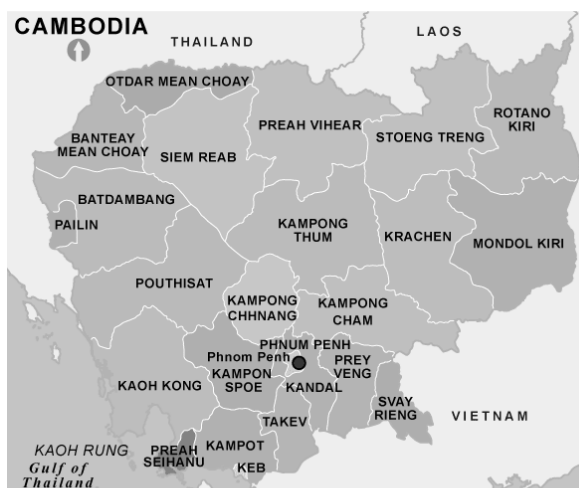 CAMBODIA
THAILAND
LAOS
OTDAR MEAN CHOAY
ROTANO
KIRI
PREAH VIHEAR
STOENG TRENG
BANTEAY
MEAN CHOAY
SIEM REAB
BATDAMBANG
PAILIN
KAMPONG
THUM
KRACHEN
MONDOL KIRI
POUTHISAT
KAMPONG
CHHNANG
KAMPONG
CHAM
PHNUM PENH
Phnom Penh
KAMPON
SPOE
PREY
VENG
KAOH KONG
KANDAL
SVAY
RIENG
VIETNAM
TAKEV
KAOH RUNG
PREAH
SEIHANU
KAMPOT
KEB
Gulf of
Thailand